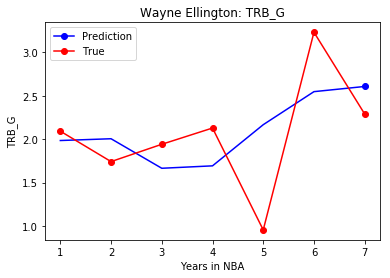 Wayne Ellington: TRB_G
Prediction
True
TRB_G
3.0
2.5
2.0
1.5
1.0
1 2 3 4 5 6 7
Years in NBA